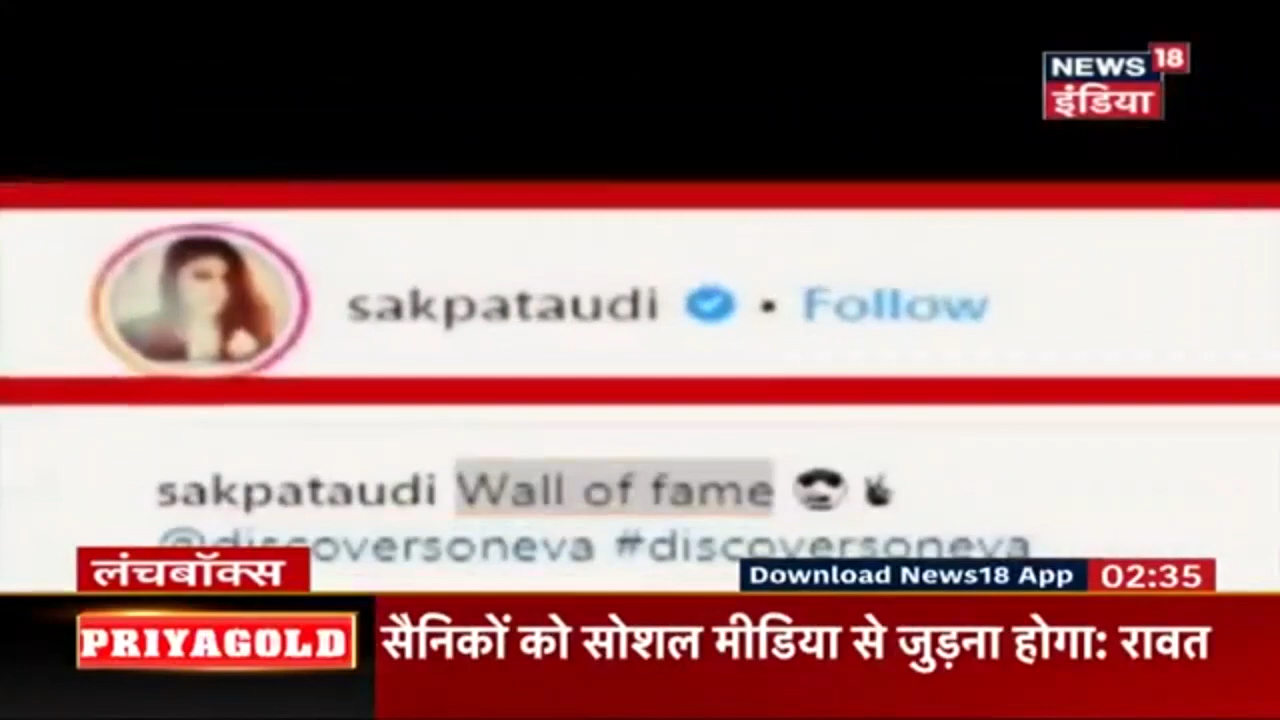 NEWS 18
इंडिया
sakpataudi • Follow
sakpataudi Wall of fame
@discoversoneva #discoversoneva
लंचबॉक्स
Download News18 App 02:35
PRIYAGOLD
सैनिकों को सोशल मीडिया से जुड़ना होगा: रावत